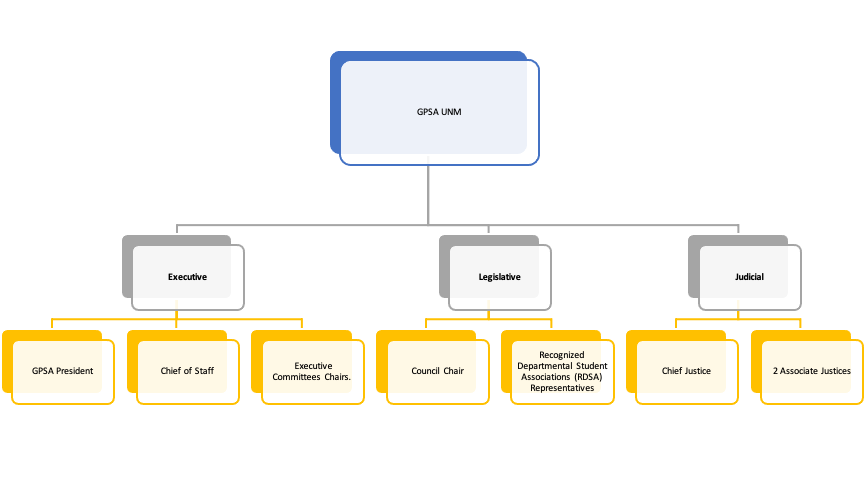 GPSA UNM
Executive
Legislative
Judicial
GPSA President
Chief of Staff
Executive
Committees Chairs.
Council Chair
Recognized
Departmental Student
Associations (RDSA)
Representatives
Chief Justice
2 Associate Justices